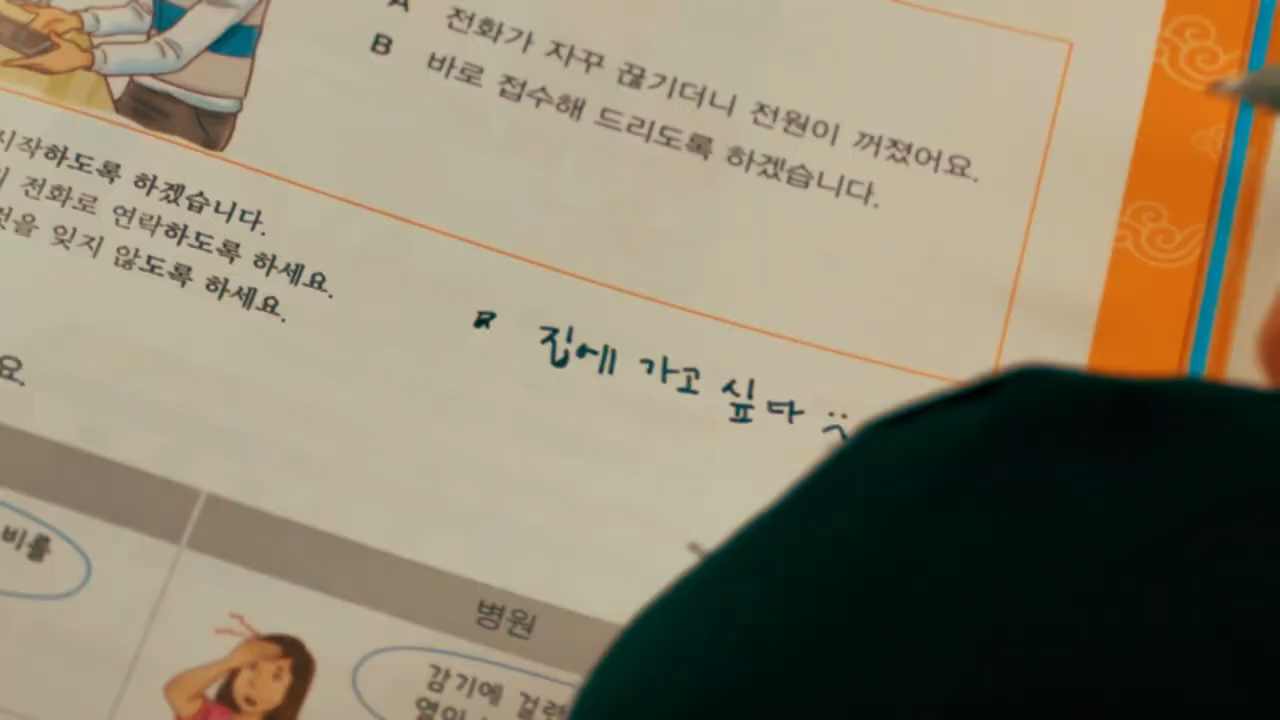 A 전화가 자꾸 끊기더니 전원이 꺼졌어요.
B 바로 접수해 드리도록 하겠습니다.
시작하도록 하겠습니다.
전화로 연락하도록 하세요.
것을 잊지 않도록 하세요.
요.
집에 가고 싶다
비를
병원
감기에